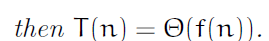 then T(n) = Θ(f(n)).